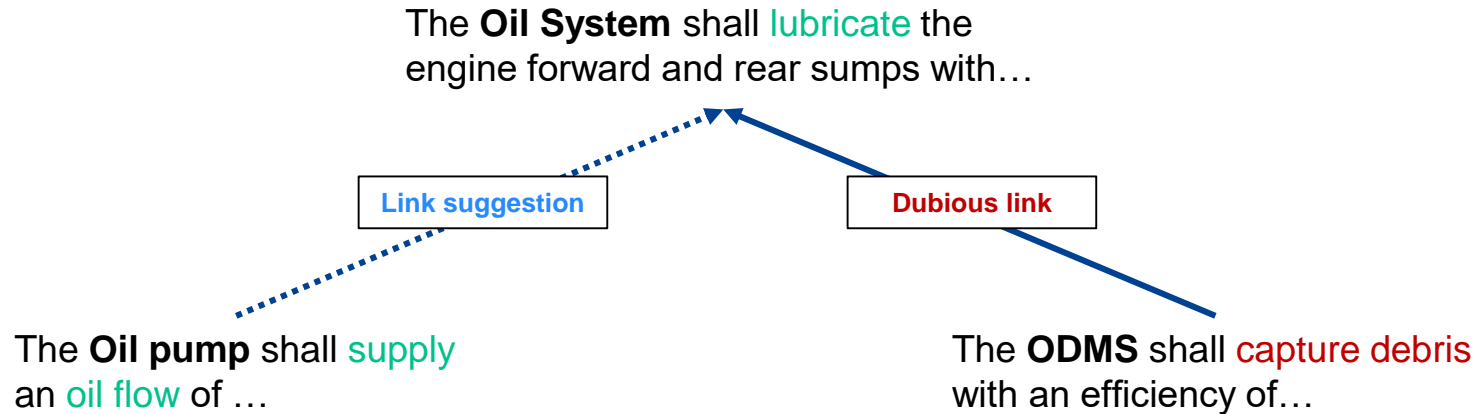 The Oil System shall lubricate the
engine forward and rear sumps with…
Link suggestion
Dubious link
The Oil pump shall supply
an oil flow of …
The ODMS shall capture debris
with an efficiency of…